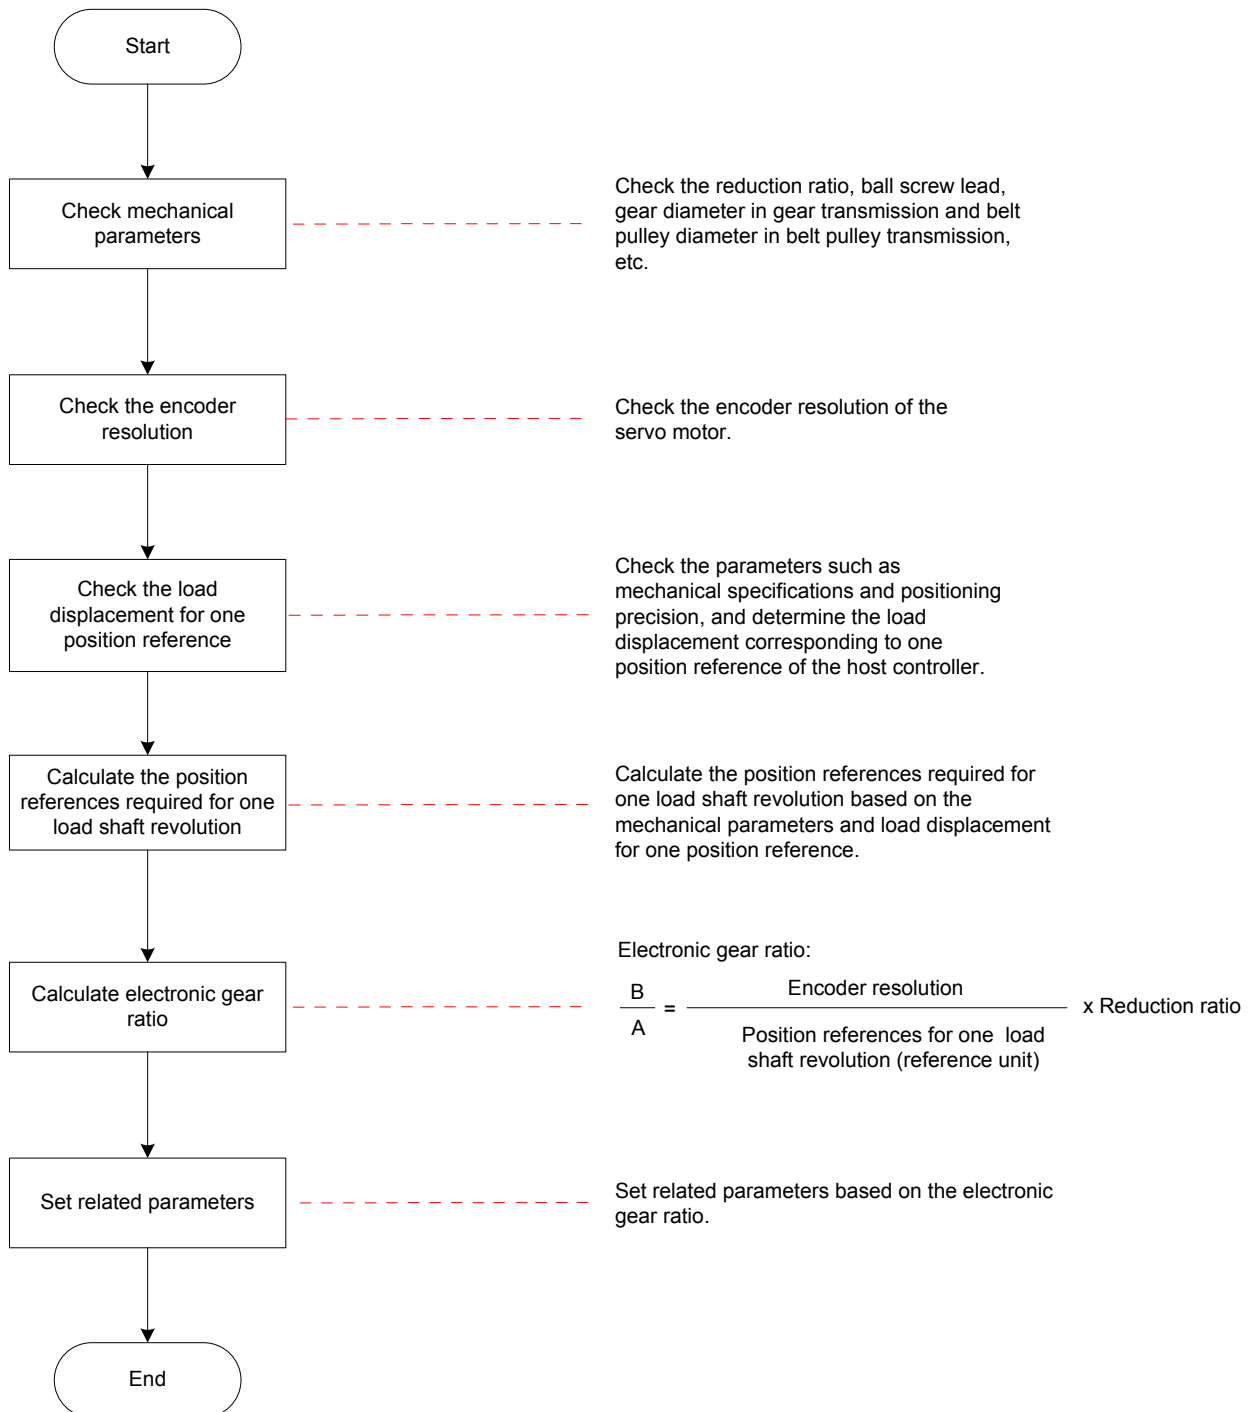 Start
Check mechanical
parameters
Check the reduction ratio, ball screw lead,
gear diameter in gear transmission and belt
pulley diameter in belt pulley transmission,
etc.
Check the encoder
resolution
Check the encoder resolution of the
servo motor.
Check the load
displacement for one
position reference
Check the parameters such as
mechanical specifications and positioning
precision, and determine the load
displacement corresponding to one
position reference of the host controller.
Calculate the position
references required for one
load shaft revolution
Calculate the position references required for
one load shaft revolution based on the
mechanical parameters and load displacement
for one position reference.
Calculate electronic gear
ratio
Electronic gear ratio:
B
A
=
Encoder resolution
Position references for one load
shaft revolution (reference unit)
x Reduction ratio
Set related parameters
Set related parameters based on the electronic
gear ratio.
End